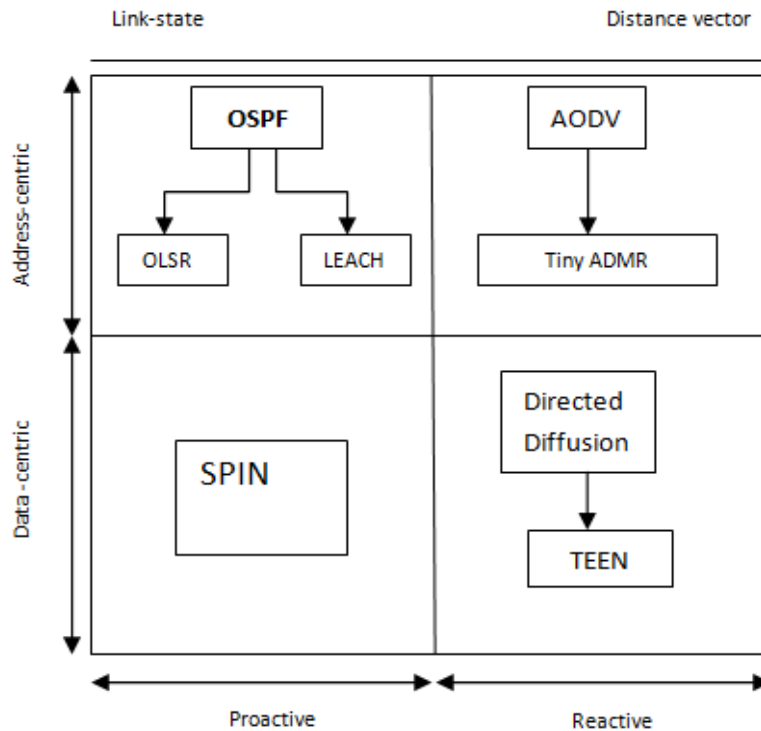 Link-state
Distance vector
Address-centric
OSPF
AODV
OLSR
LEACH
Tiny ADMR
Data -centric
SPIN
Directed
Diffusion
TEEN
Proactive
Reactive